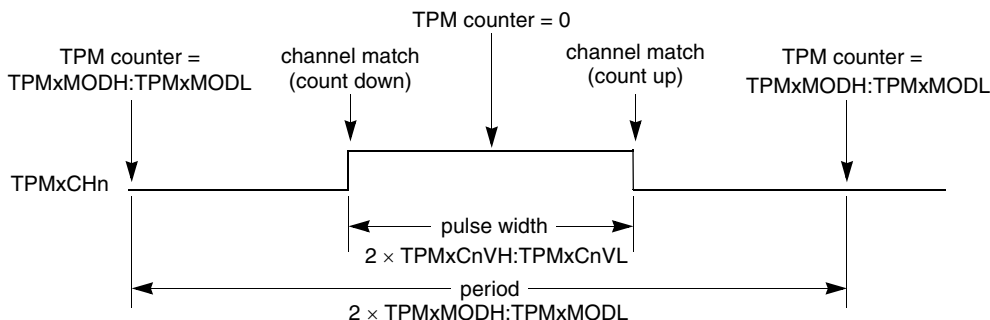 TPM counter = 0
TPM counter =
TPMxMODH:TPMxMODL
channel match
(count down)
channel match
(count up)
TPM counter =
TPMxMODH:TPMxMODL
TPMxCHn
pulse width
2 × TPMxCnVH:TPMxCnVL
period
2 × TPMxMODH:TPMxMODL